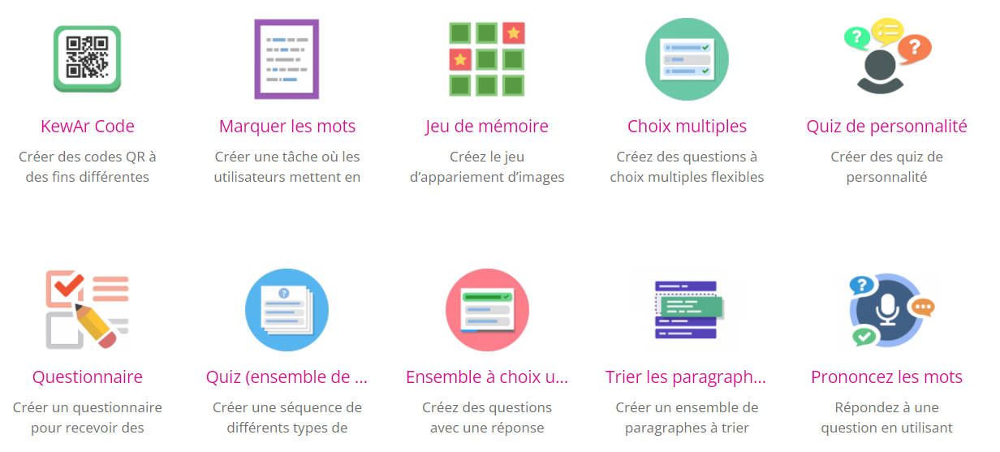 KewAr Code
Créer des codes QR à
des fins différentes
Marquer les mots
Créer une tâche où les
utilisateurs mettent en
Jeu de mémoire
Créez le jeu
d’appariement d’images
Choix multiples
Créez des questions à
choix multiples flexibles
Quiz de personnalité
Créer des quiz de
personnalité
Questionnaire
Créer un questionnaire
pour recevoir des
Quiz (ensemble de ...
Créer une séquence de
différents types de
Ensemble à choix u...
Créez des questions
avec une réponse
Trier les paragraph...
Créer un ensemble de
paragraphes à trier
Prononcez les mots
Répondez à une
question en utilisant